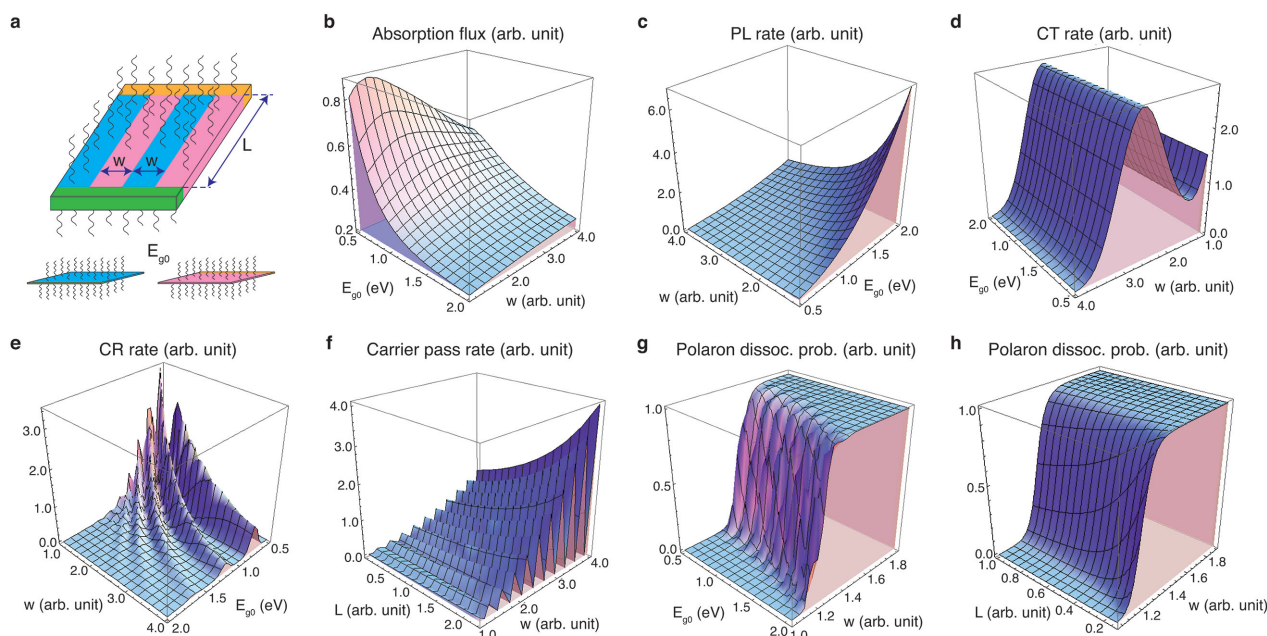 a
w
w
L
E_g0
b
Absorption flux (arb. unit)
0.8
0.6
0.4
0.2
0.5
1.0
1.5
2.0
E_g0 (eV)
2.0
3.0
4.0
w (arb. unit)
c
PL rate (arb. unit)
6.0
4.0
2.0
0.0
4.0
3.0
2.0
w (arb. unit)
0.5
1.0
1.5
2.0
E_g0 (eV)
d
CT rate (arb. unit)
2.0
1.0
0.0
2.0
1.0
1.5
0.5
E_g0 (eV)
4.0
3.0
2.0
1.0
w (arb. unit)
e
CR rate (arb. unit)
3.0
2.0
1.0
0.0
1.0
2.0
3.0
4.0
w (arb. unit)
2.0
1.5
1.0
0.5
E_g0 (eV)
f
Carrier pass rate (arb. unit)
4.0
3.0
2.0
1.0
0.0
0.5
1.0
1.5
2.0
L (arb. unit)
1.0
2.0
3.0
4.0
w (arb. unit)
g
Polaron dissoc. prob. (arb. unit)
1.0
0.5
0.0
0.5
1.0
1.5
2.0
E_g0 (eV)
1.0
1.2
1.4
1.6
1.8
w (arb. unit)
h
Polaron dissoc. prob. (arb. unit)
1.0
0.5
0.0
0.8
0.6
0.4
0.2
L (arb. unit)
1.2
1.4
1.6
1.8
w (arb. unit)